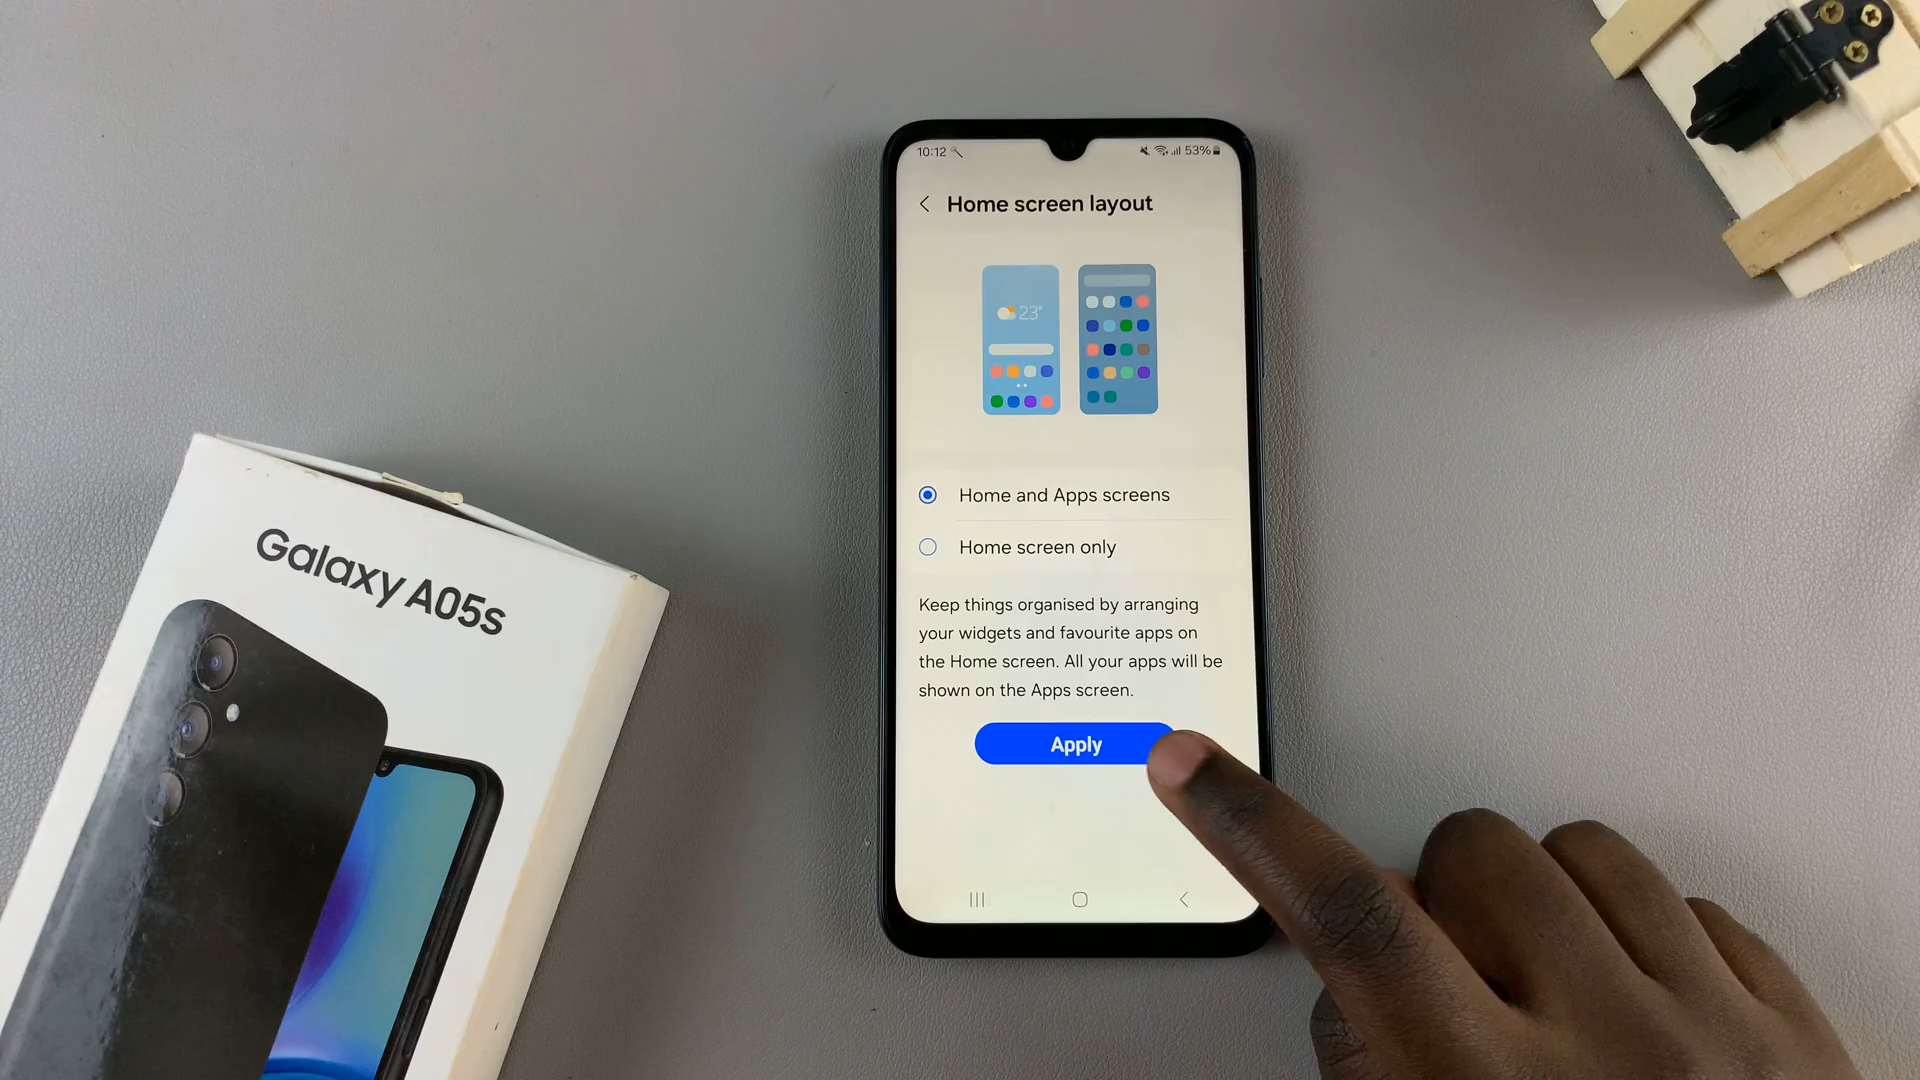 10:12
53%
Home screen layout
23°
Home and Apps screens
Home screen only
Keep things organised by arranging
your widgets and favourite apps on
the Home screen. All your apps will be
shown on the Apps screen.
Apply
Galaxy A05s